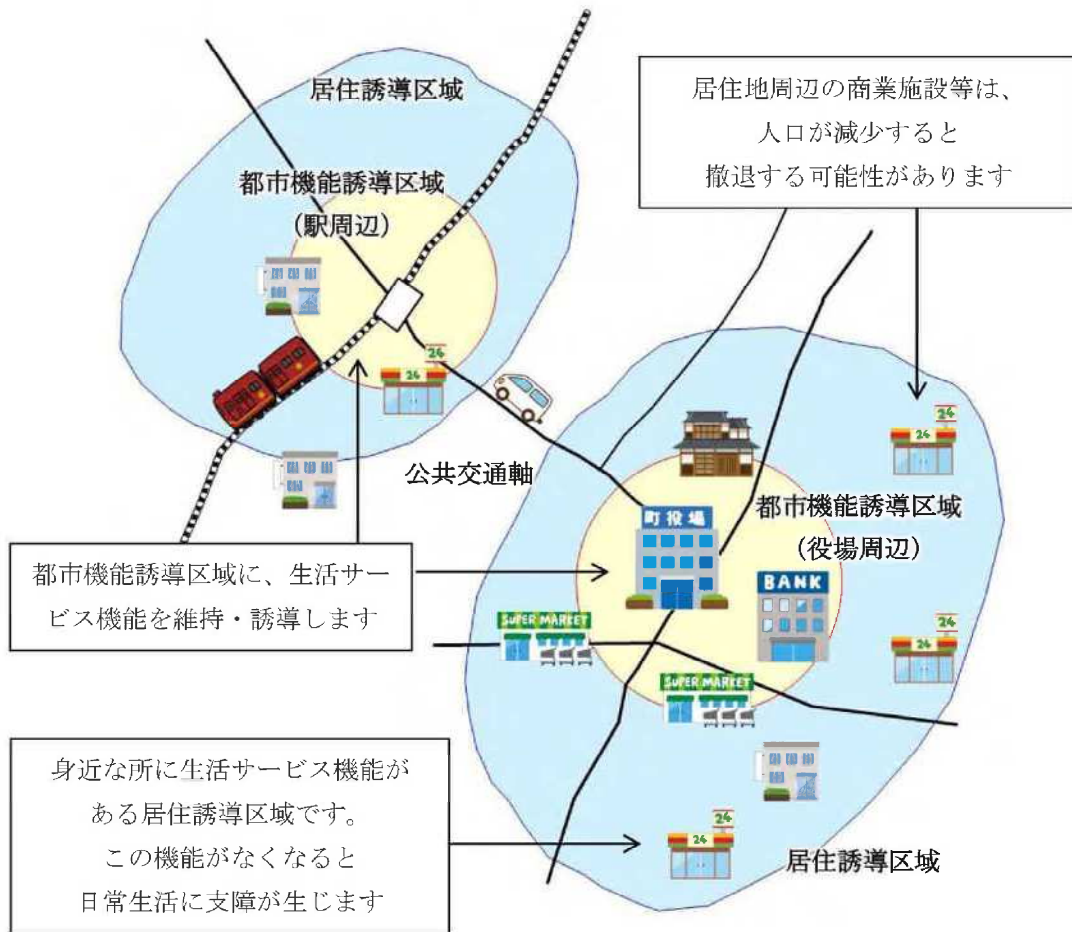 居住誘導区域
都市機能誘導区域
（駅周辺）
居住地周辺の商業施設等は、
人口が減少すると
撤退する可能性があります
24
24
公共交通軸
24
24
町役場
都市機能誘導区域
（役場周辺）
都市機能誘導区域に、生活サー
ビス機能を維持・誘導します
BANK
SUPER MARKET
24
24
SUPER MARKET
身近な所に生活サービス機能が
ある居住誘導区域です。
この機能がなくなると
日常生活に支障が生じます
24
24
居住誘導区域